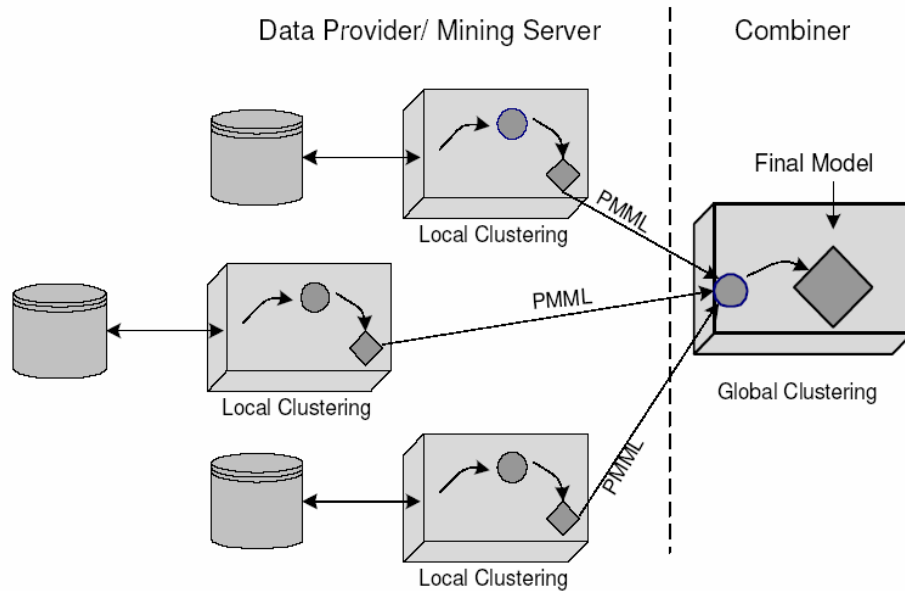 Data Provider/ Mining Server
Combiner
Final Model
Local Clustering
PMML
PMML
Local Clustering
Global Clustering
PMML
Local Clustering